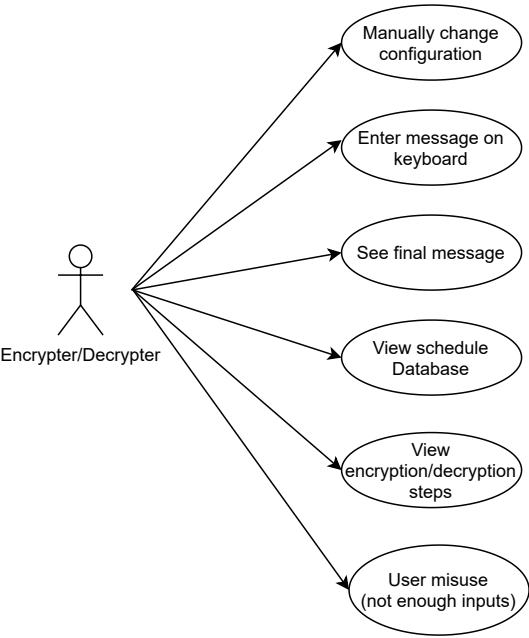 Manually change
configuration
Enter message on
keyboard
See final message
Encrypter/Decrypter
View schedule
Database
View
encryption/decryption
steps
User misuse
(not enough inputs)